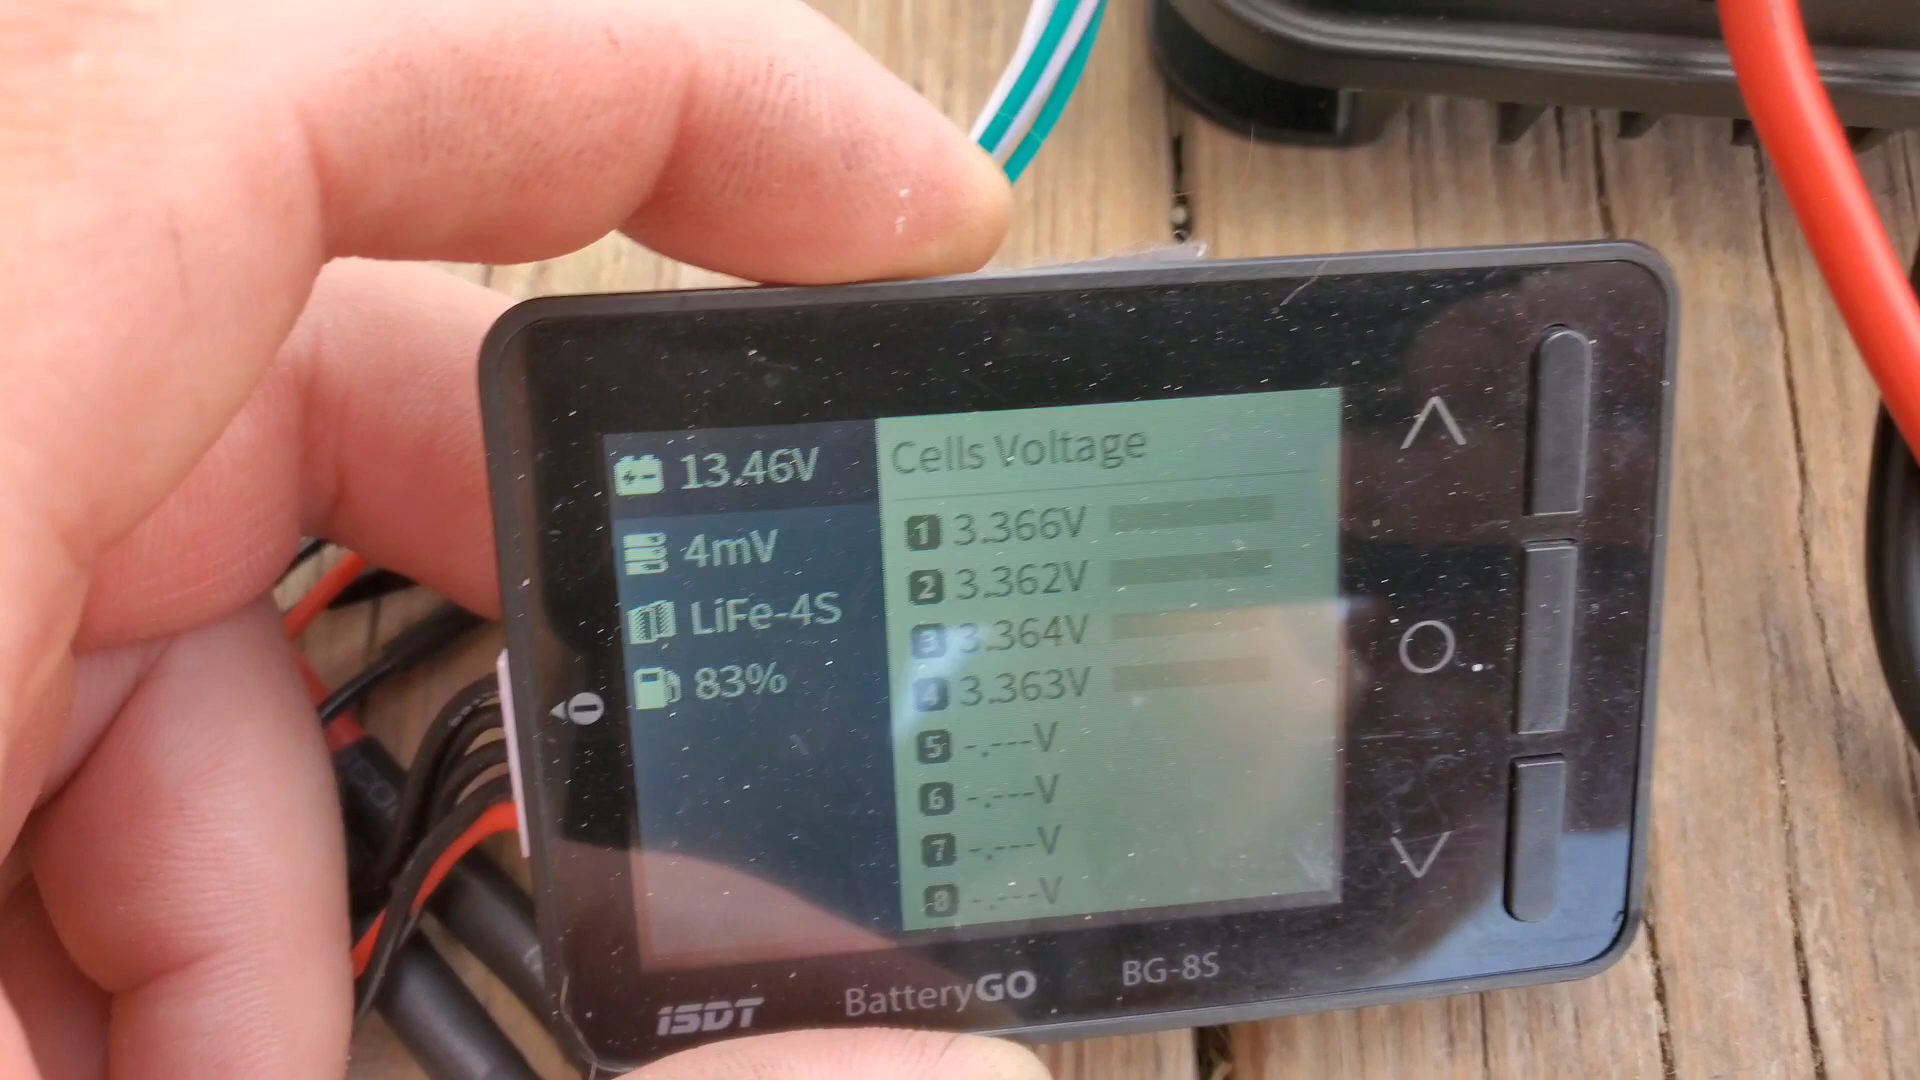 13.46V
4mV
LiFe-4S
83%
Cells Voltage
1 3.366V
2 3.362V
3 3.364V
4 3.363V
5 -.---V
6 -.---V
7 -.---V
8 -.---V
iSDT BatteryGO BG-8S